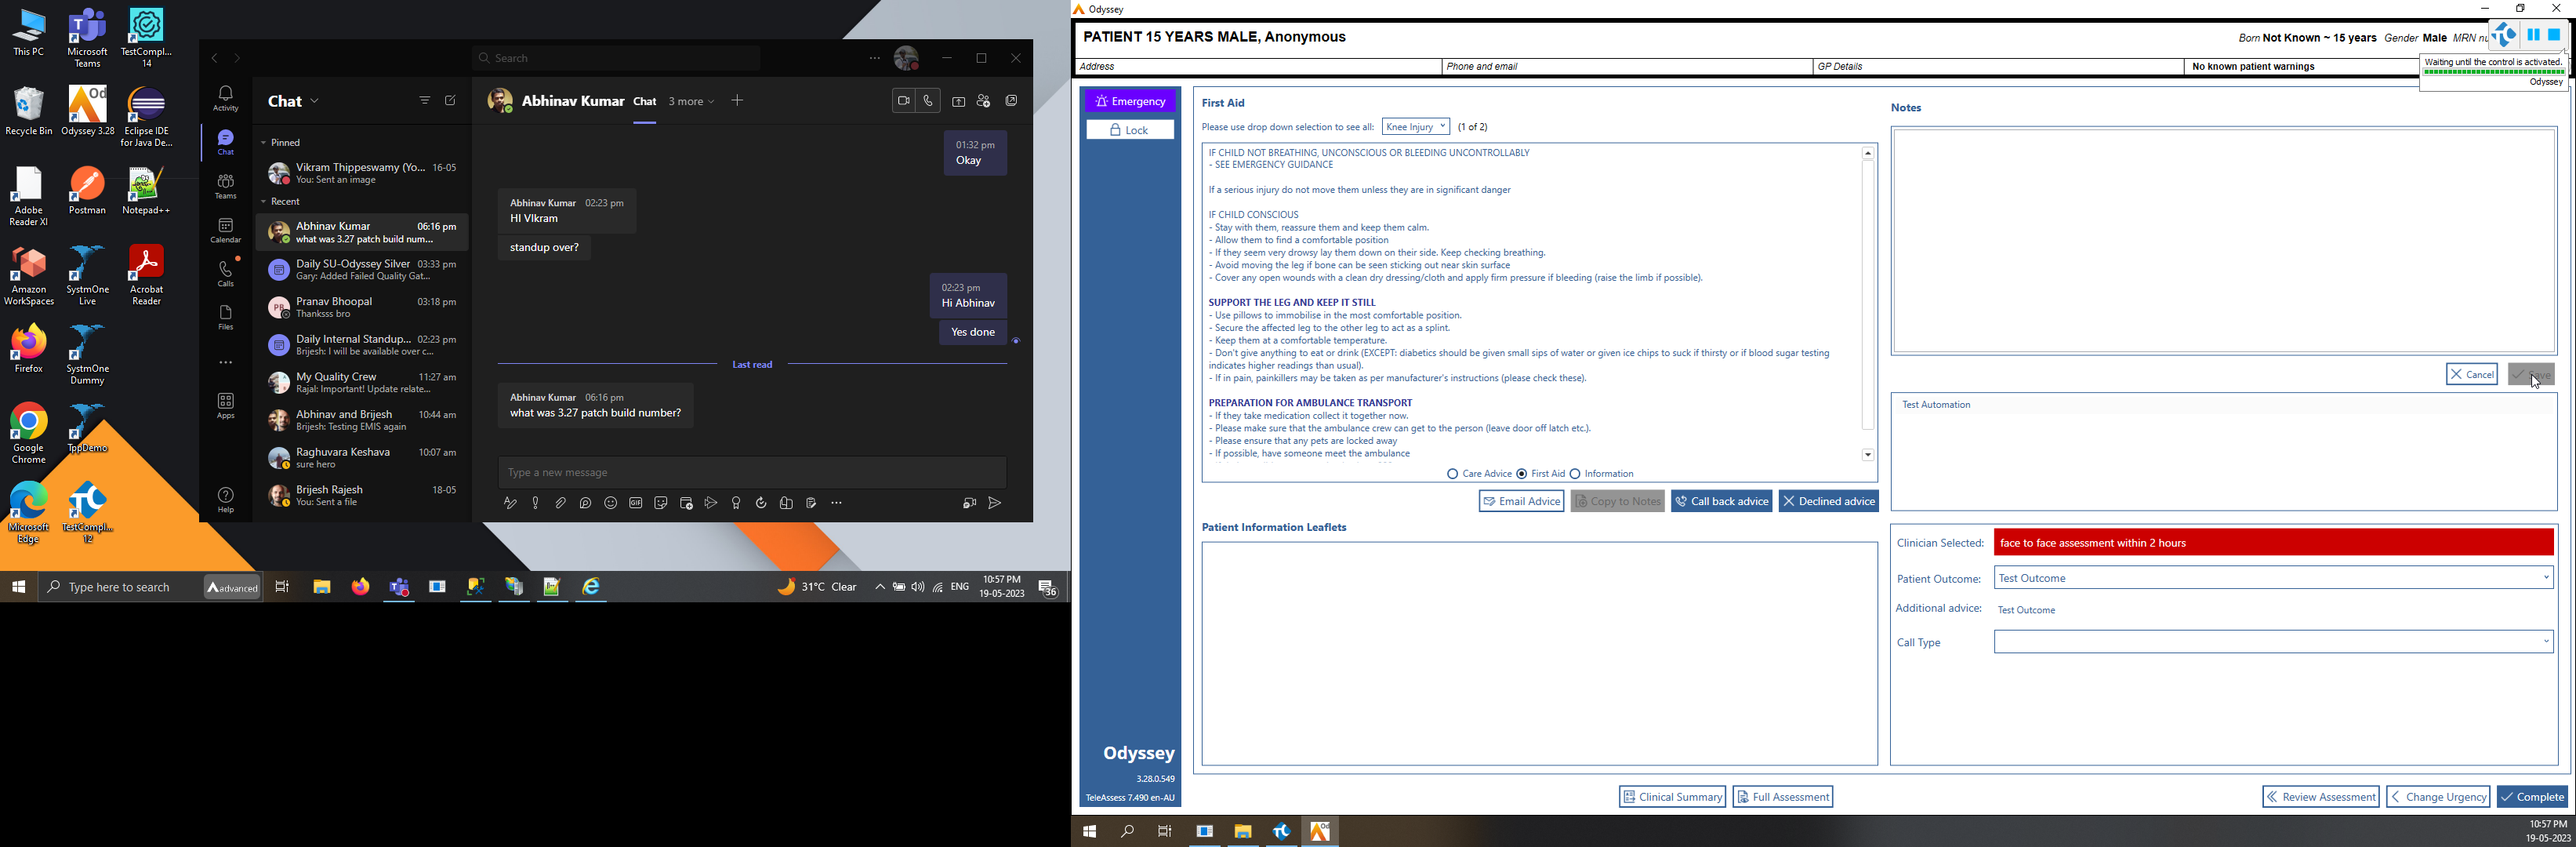 This PC
Microsoft
Teams
TestCompl...
14
Recycle Bin
Odyssey 3.28
Eclipse IDE
for Java De...
Adobe
Reader XI
Postman
Notepad++
Amazon
WorkSpaces
SystmOne
Live
Acrobat
Reader
Firefox
SystmOne
Dummy
Google
Chrome
TppDemo
Microsoft
Edge
TestCompl...
12
Search
Activity
Chat
Teams
Calendar
Calls
Files
Apps
Help
Chat
Pinned
Vikram Thippeswamy (Yo... 16-05
You: Sent an image
Recent
Abhinav Kumar 06:16 pm
what was 3.27 patch build num...
Daily SU-Odyssey Silver 03:33 pm
Gary: Added Failed Quality Gat...
Pranav Bhoopal 03:18 pm
Thanksss bro
Daily Internal Standup... 02:23 pm
Brijesh: I will be available over c...
My Quality Crew 11:27 am
Rajal: Important! Update relate...
Abhinav and Brijesh 10:44 am
Brijesh: Testing EMIS again
Raghuvara Keshava 10:07 am
sure hero
Brijesh Rajesh 18-05
You: Sent a file
Abhinav Kumar Chat 3 more
01:32 pm
Okay
Abhinav Kumar 02:23 pm
HI VIkram
standup over?
02:23 pm
Hi Abhinav
Yes done
Last read
Abhinav Kumar 06:16 pm
what was 3.27 patch build number?
Type a new message
GIF
Type here to search
advanced
31°C Clear
ENG
10:57 PM
19-05-2023
36
Odyssey
PATIENT 15 YEARS MALE, Anonymous
Born Not Known ~ 15 years Gender Male MRN nu
Address
Phone and email
GP Details
No known patient warnings
Waiting until the control is activated.
Odyssey
Emergency
Lock
First Aid
Please use drop down selection to see all: Knee Injury (1 of 2)
IF CHILD NOT BREATHING, UNCONSCIOUS OR BLEEDING UNCONTROLLABLY
- SEE EMERGENCY GUIDANCE
If a serious injury do not move them unless they are in significant danger
IF CHILD CONSCIOUS
- Stay with them, reassure them and keep them calm.
- Allow them to find a comfortable position
- If they seem very drowsy lay them down on their side. Keep checking breathing.
- Avoid moving the leg if bone can be seen sticking out near skin surface
- Cover any open wounds with a clean dry dressing/cloth and apply firm pressure if bleeding (raise the limb if possible).
SUPPORT THE LEG AND KEEP IT STILL
- Use pillows to immobilise in the most comfortable position.
- Secure the affected leg to the other leg to act as a splint.
- Keep them at a comfortable temperature.
- Don't give anything to eat or drink (EXCEPT: diabetics should be given small sips of water or given ice chips to suck if thirsty or if blood sugar testing
indicates higher readings than usual).
- If in pain, painkillers may be taken as per manufacturer's instructions (please check these).
PREPARATION FOR AMBULANCE TRANSPORT
- If they take medication collect it together now.
- Please make sure that the ambulance crew can get to the person (leave door off latch etc.).
- Please ensure that any pets are locked away
- If possible, have someone meet the ambulance
Care Advice First Aid Information
Email Advice
Copy to Notes
Call back advice
Declined advice
Patient Information Leaflets
Notes
Cancel
Save
Test Automation
Clinician Selected: face to face assessment within 2 hours
Patient Outcome: Test Outcome
Additional advice: Test Outcome
Call Type
Odyssey
3.28.0.549
TeleAssess 7.490 en-AU
Clinical Summary
Full Assessment
Review Assessment
Change Urgency
Complete
10:57 PM
19-05-2023